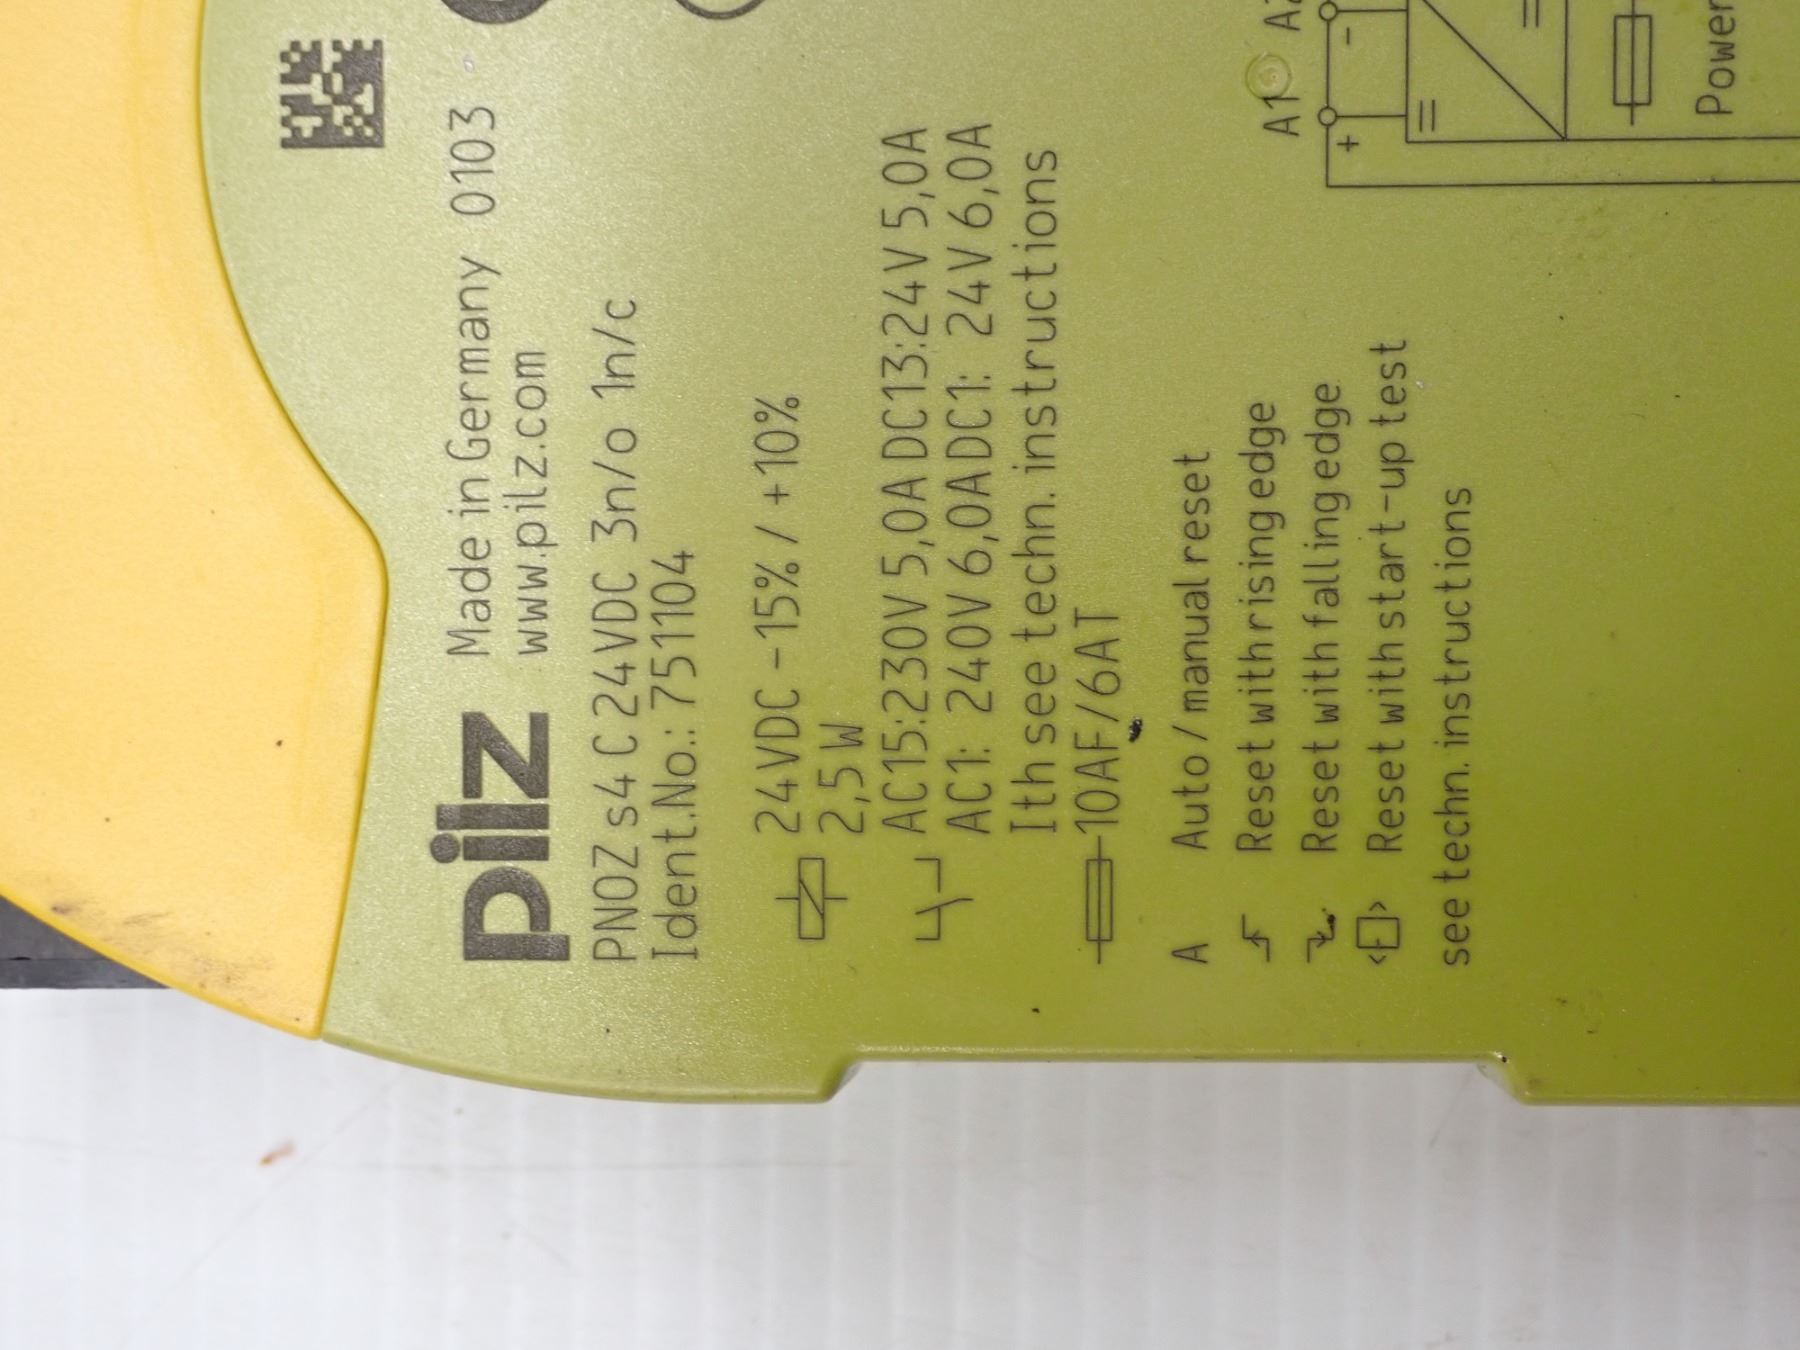 pilz
Made in Germany 0103
www.pilz.com
PNOZ s4 C 24VDC 3n/o 1n/c
Ident.No.: 751104
24VDC -15% / +10%
2,5W
AC15:230V 5,0A DC13:24V 5,0A
AC1: 240V 6,0A DC1: 24V 6,0A
Ith see techn. instructions
10AF/6AT
A Auto / manual reset
Reset with rising edge
Reset with falling edge
Reset with start-up test
see techn. instructions
A1 A2
+ -
Power